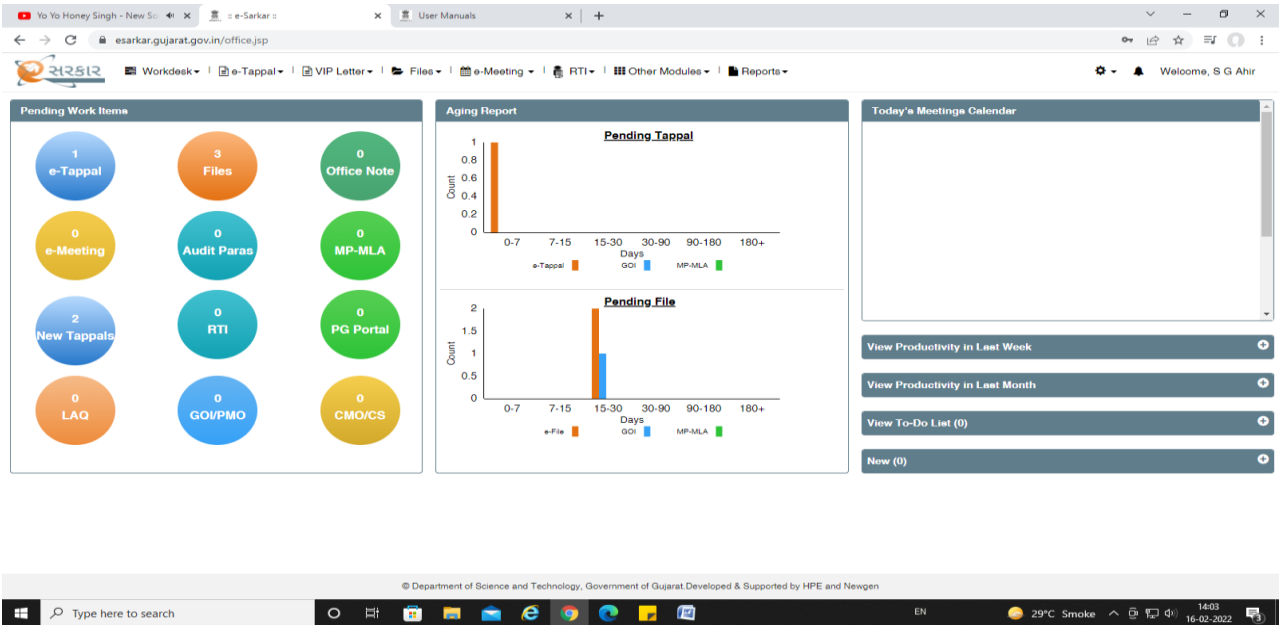 Yo Yo Honey Singh - New So
:: e-Sarkar ::
User Manuals
esarkar.gujarat.gov.in/office.jsp
સરકાર Workdesk e-Tappal VIP Letter Files e-Meeting RTI Other Modules Reports Welcome, S G Ahir
Pending Work Items
1
e-Tappal
3
Files
0
Office Note
0
e-Meeting
0
Audit Paras
0
MP-MLA
2
New Tappals
0
RTI
0
PG Portal
0
LAQ
0
GOI/PMO
0
CMO/CS
Aging Report
Pending Tappal
1
0.8
0.6
0.4
0.2
0
Count
0-7 7-15 15-30 30-90 90-180 180+
Days
e-Tappal GOI MP-MLA
Pending File
2
1.5
1
0.5
0
Count
0-7 7-15 15-30 30-90 90-180 180+
Days
e-File GOI MP-MLA
Today's Meetings Calendar
View Productivity in Last Week
View Productivity in Last Month
View To-Do List (0)
New (0)
© Department of Science and Technology, Government of Gujarat.Developed & Supported by HPE and Newgen
Type here to search
EN
29°C Smoke
14:03
16-02-2022
3